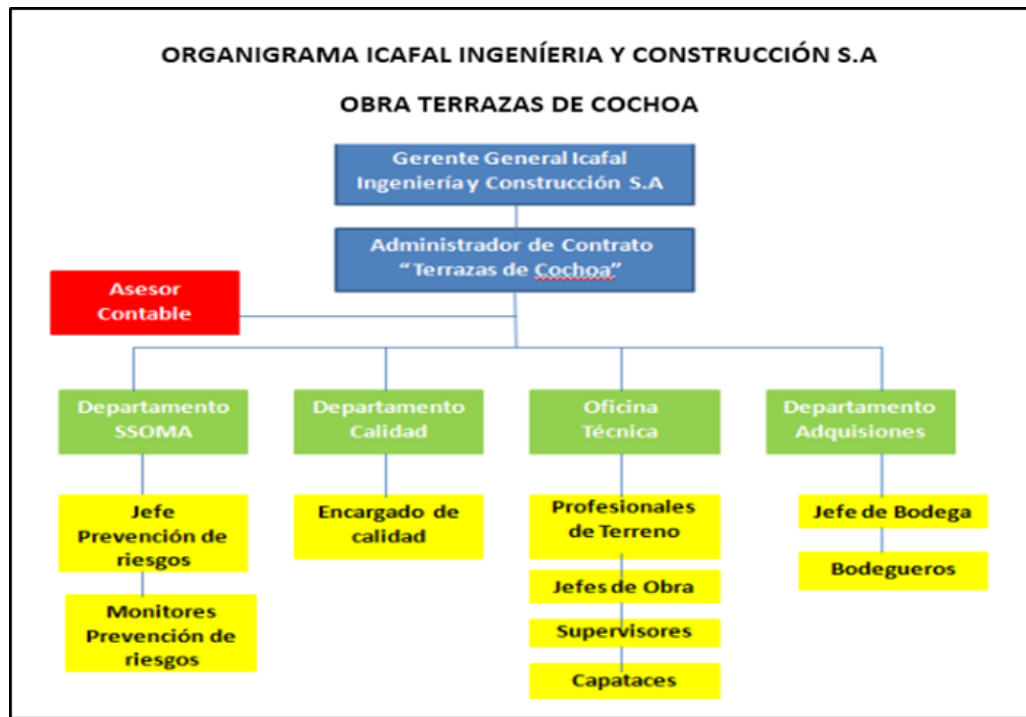 ORGANIGRAMA ICAFAL INGENÍERIA Y CONSTRUCCIÓN S.A
OBRA TERRAZAS DE COCHOA
Gerente General Icafal
Ingeniería y Construcción S.A
Administrador de Contrato
“Terrazas de Cochoa”
Asesor
Contable
Departamento
SSOMA
Departamento
Calidad
Oficina
Técnica
Departamento
Adquisiones
Jefe
Prevención de
riesgos
Encargado de
calidad
Profesionales
de Terreno
Jefe de Bodega
Bodegueros
Jefes de Obra
Monitores
Prevención de
riesgos
Supervisores
Capataces